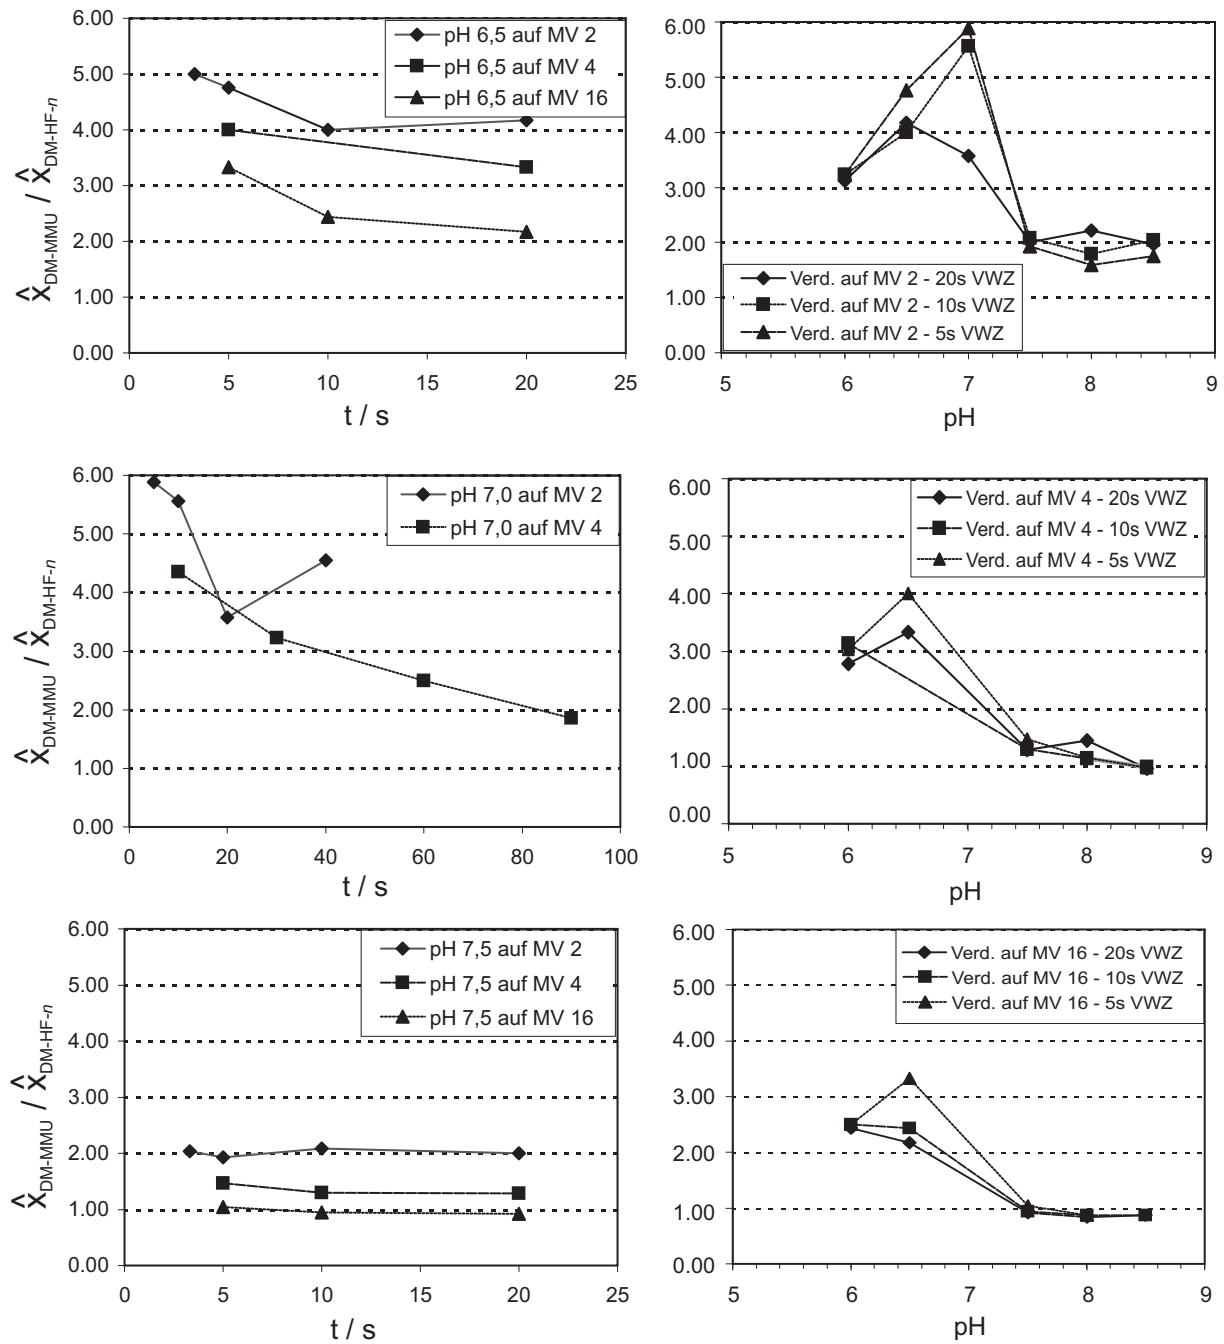 6.00
5.00
4.00
3.00
2.00
1.00
0.00
0 5 10 15 20 25
t / s
X̂DM-MMU / X̂DM-HF-n
pH 6,5 auf MV 2
pH 6,5 auf MV 4
pH 6,5 auf MV 16
6.00
5.00
4.00
3.00
2.00
1.00
0.00
5 6 7 8 9
pH
Verd. auf MV 2 - 20s VWZ
Verd. auf MV 2 - 10s VWZ
Verd. auf MV 2 - 5s VWZ
6.00
5.00
4.00
3.00
2.00
1.00
0.00
0 20 40 60 80 100
t / s
X̂DM-MMU / X̂DM-HF-n
pH 7,0 auf MV 2
pH 7,0 auf MV 4
6.00
5.00
4.00
3.00
2.00
1.00
0.00
5 6 7 8 9
pH
Verd. auf MV 4 - 20s VWZ
Verd. auf MV 4 - 10s VWZ
Verd. auf MV 4 - 5s VWZ
6.00
5.00
4.00
3.00
2.00
1.00
0.00
0 5 10 15 20 25
t / s
X̂DM-MMU / X̂DM-HF-n
pH 7,5 auf MV 2
pH 7,5 auf MV 4
pH 7,5 auf MV 16
6.00
5.00
4.00
3.00
2.00
1.00
0.00
5 6 7 8 9
pH
Verd. auf MV 16 - 20s VWZ
Verd. auf MV 16 - 10s VWZ
Verd. auf MV 16 - 5s VWZ